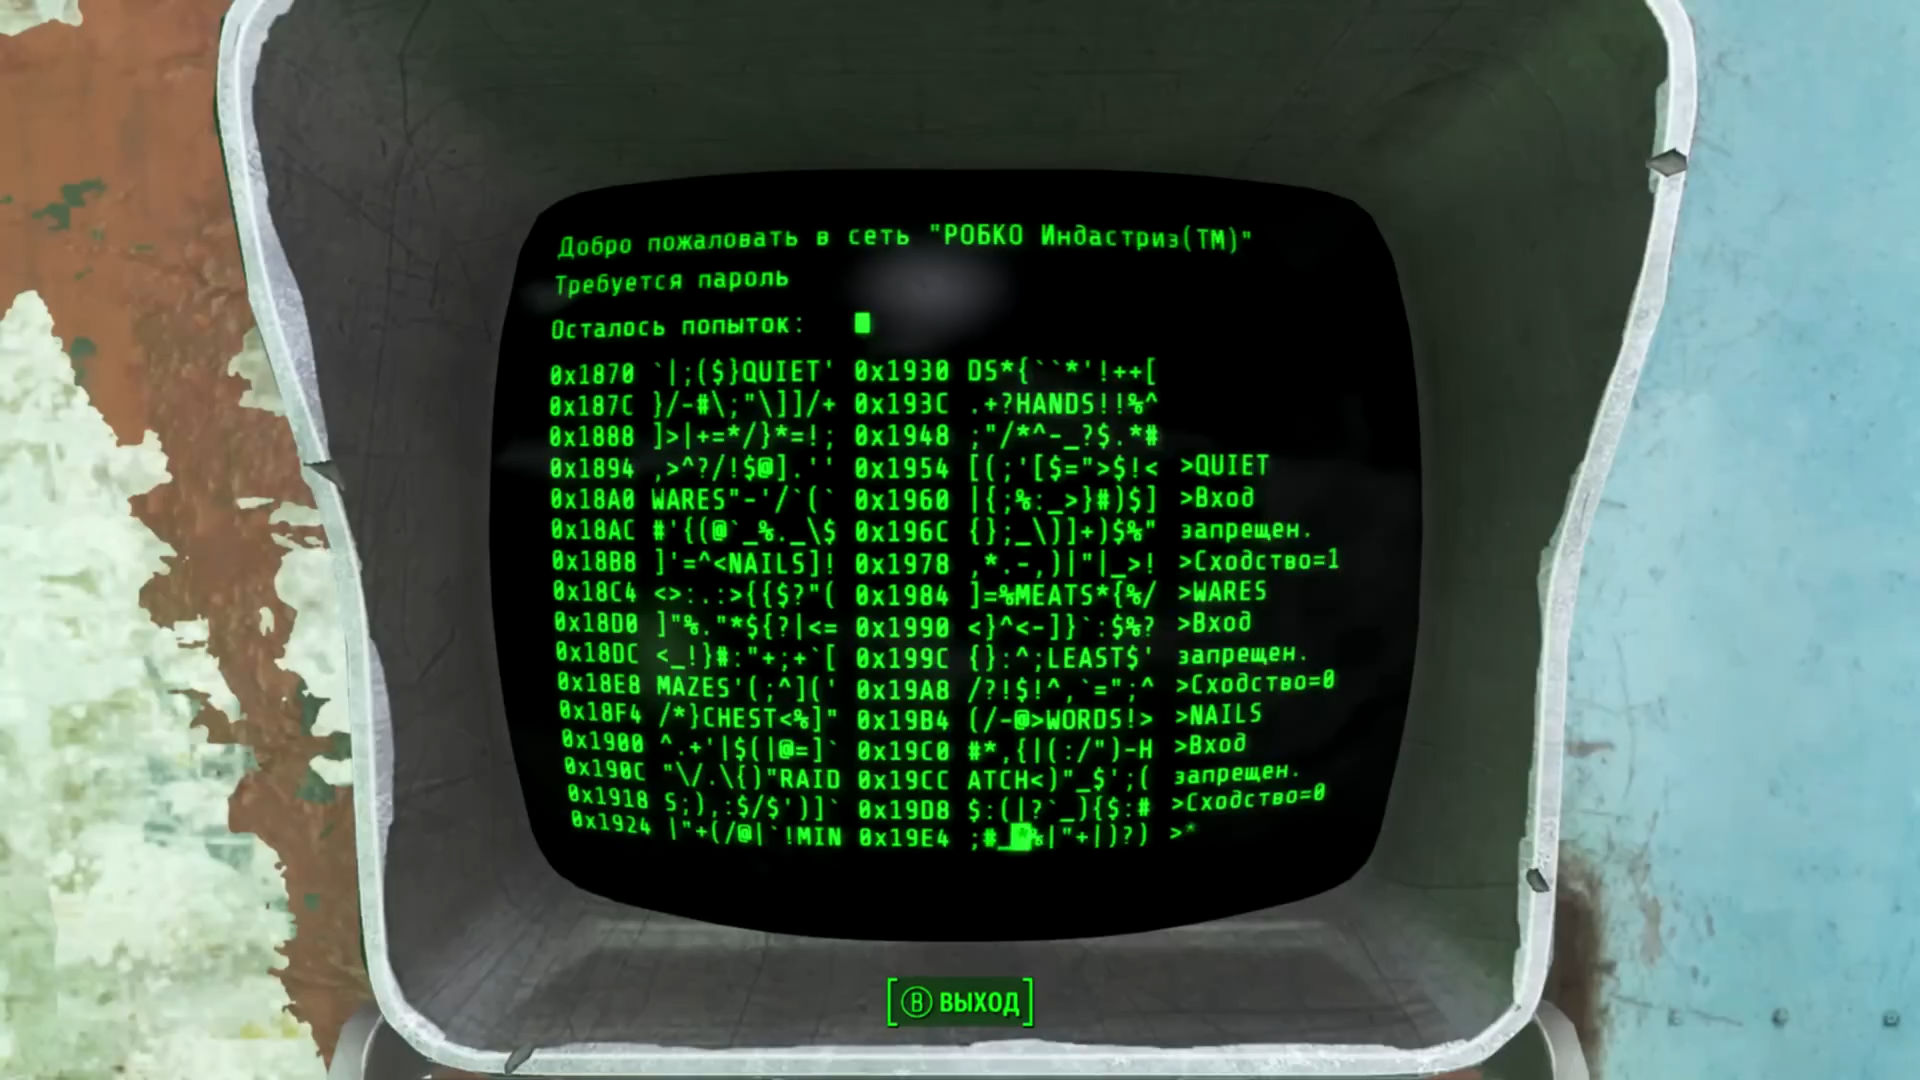 Добро пожаловать в сеть "РОБКО Индастриз(ТМ)"
Требуется пароль
Осталось попыток:
0x1870 `|;($}QUIET' 0x1930 DS*{``*'!++[
0x187C }/-#\;"\]]/+ 0x193C .+?HANDS!!%^
0x1888 ]>|+=*/}*=!; 0x1948 ;"/*^-_?$.*#
0x1894 ,>^?/!$@].'' 0x1954 [(;'[$=">$!< >QUIET
0x18A0 WARES"-'/`(` 0x1960 |{;%:_>}#)$] >Вход
0x18AC #'{(@`_%._\$ 0x196C {};_\)]+)$%" запрещен.
0x18B8 ]'=^<NAILS]! 0x1978 ,*.-,)|"|_>! >Сходство=1
0x18C4 <>:.:>{{$?"( 0x1984 ]=%MEATS*{%/ >WARES
0x18D0 ]"%."*${?|<= 0x1990 <}^<-]}`:$%? >Вход
0x18DC <_!}#:"+;+`[ 0x199C {}:^;LEAST$' запрещен.
0x18E8 MAZES'(;^](' 0x19A8 /?!$!^,`=";^ >Сходство=0
0x18F4 /*}CHEST<%]" 0x19B4 (/-@>WORDS!> >NAILS
0x1900 ^.+'|$(|@=]` 0x19C0 #*,{|(:/")-H >Вход
0x190C "\/.\{)"RAID 0x19CC ATCH<)"_$';( запрещен.
0x1918 S;),:$/$')]` 0x19D8 $:(|?`_){$:# >Сходство=0
0x1924 |"+(/@|`!MIN 0x19E4 ;#_*%|"+|)?) >*
[Ⓑ ВЫХОД]